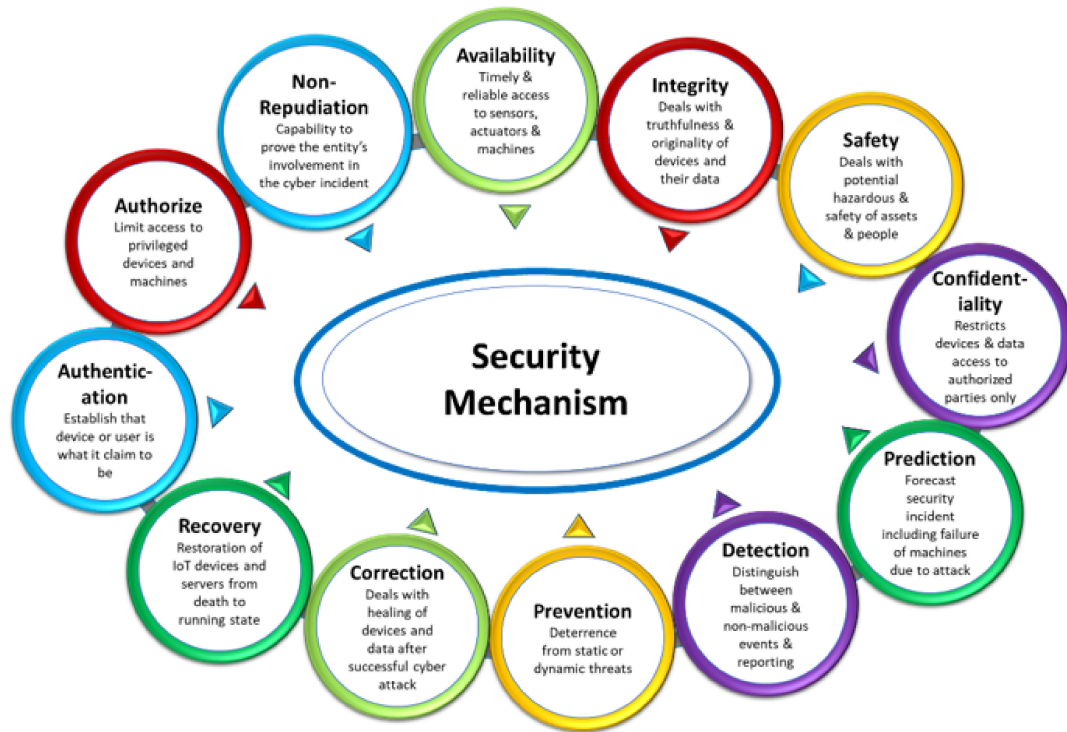 Availability
Timely &
reliable access
to sensors,
actuators &
machines
Integrity
Deals with
truthfulness &
originality of
devices and
their data
Safety
Deals with
potential
hazardous &
safety of assets
& people
Confident-
iality
Restricts
devices & data
access to
authorized
parties only
Prediction
Forecast
security
incident
including failure
of machines
due to attack
Detection
Distinguish
between
malicious &
non-malicious
events &
reporting
Prevention
Deterrence
from static or
dynamic threats
Correction
Deals with
healing of
devices and
data after
successful cyber
attack
Recovery
Restoration of
IoT devices and
servers from
death to
running state
Authentic-
ation
Establish that
device or user is
what it claim to
be
Authorize
Limit access to
privileged
devices and
machines
Non-
Repudiation
Capability to
prove the entity's
involvement in
the cyber incident
Security
Mechanism